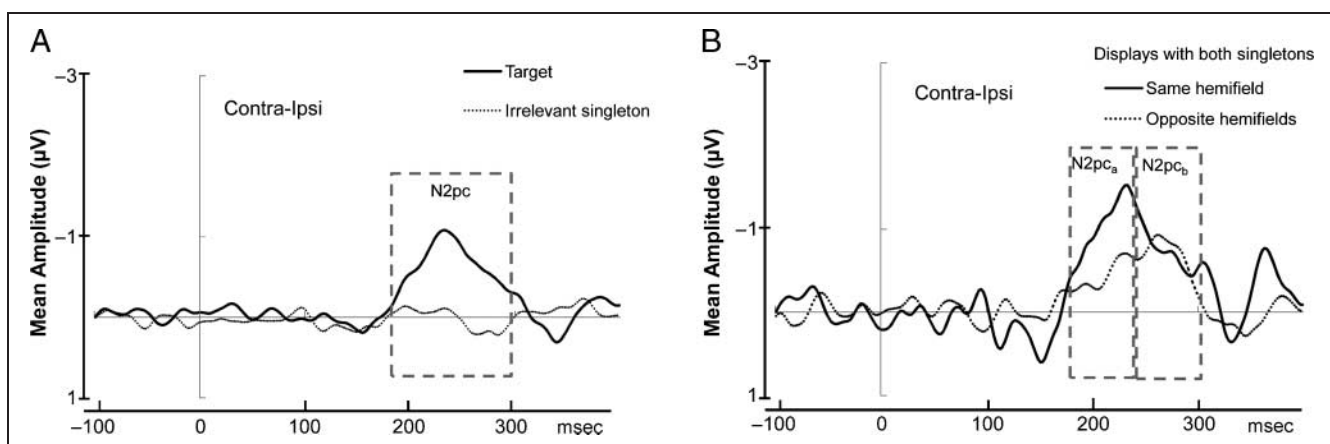 A
–3
–1
1
Mean Amplitude (µV)
Contra-Ipsi
Target
Irrelevant singleton
N2pc
–100 0 100 200 300 msec
B
–3
–1
1
Mean Amplitude (µV)
Contra-Ipsi
Displays with both singletons
Same hemifield
Opposite hemifields
N2pca N2pcb
–100 0 100 200 300 msec